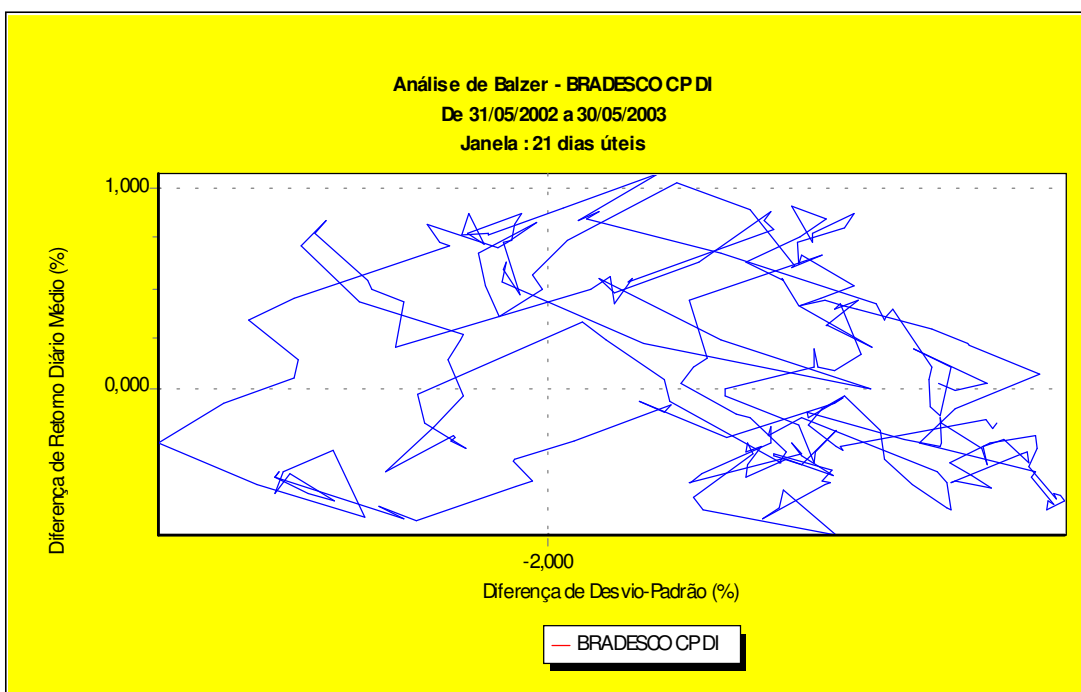 Análise de Balzer - BRADESCO CP DI
De 31/05/2002 a 30/05/2003
Janela : 21 dias úteis
1,000
0,000
Diferença de Retorno Diário Médio (%)
-2,000
Diferença de Desvio-Padrão (%)
BRADESCO CP DI